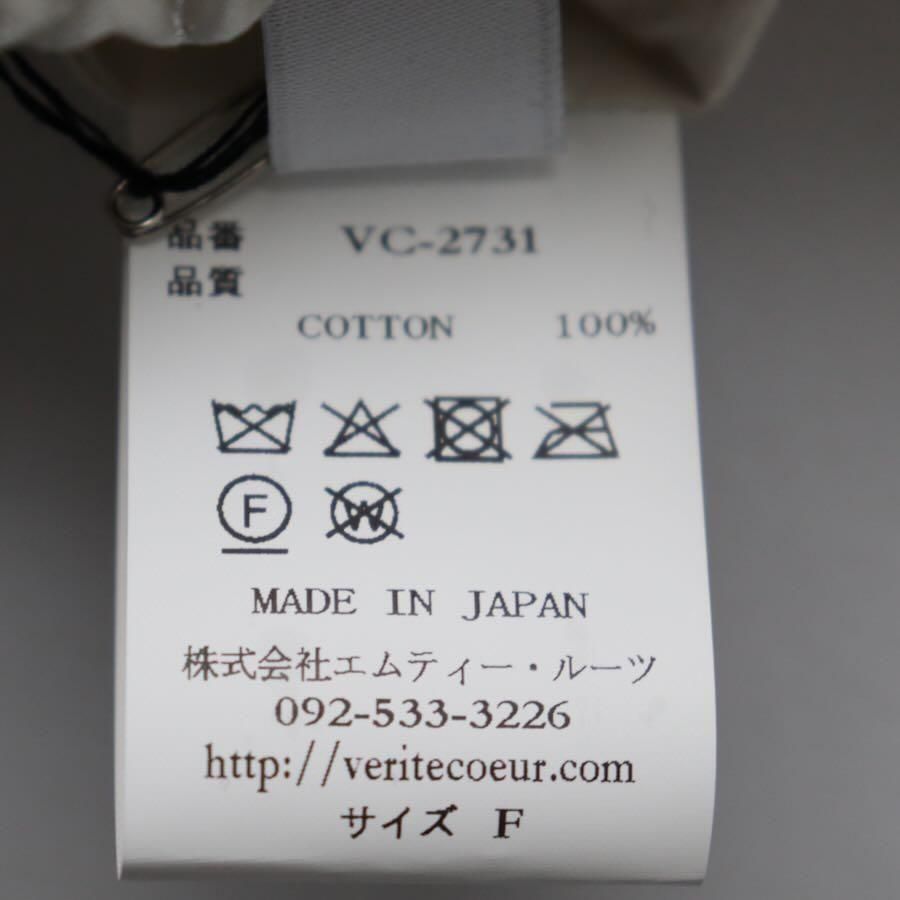 品番 VC-2731
品質
COTTON 100%
F W
MADE IN JAPAN
株式会社エムティー・ルーツ
092-533-3226
http://veritecoeur.com
サイズ F